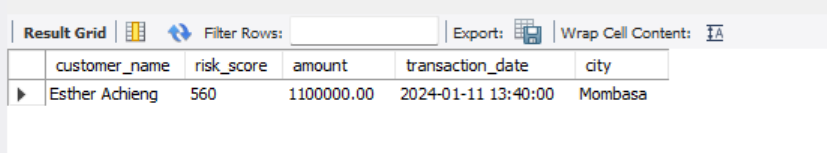 Result Grid Filter Rows: Export: Wrap Cell Content: IA
customer_name risk_score amount transaction_date city
Esther Achieng 560 1100000.00 2024-01-11 13:40:00 Mombasa